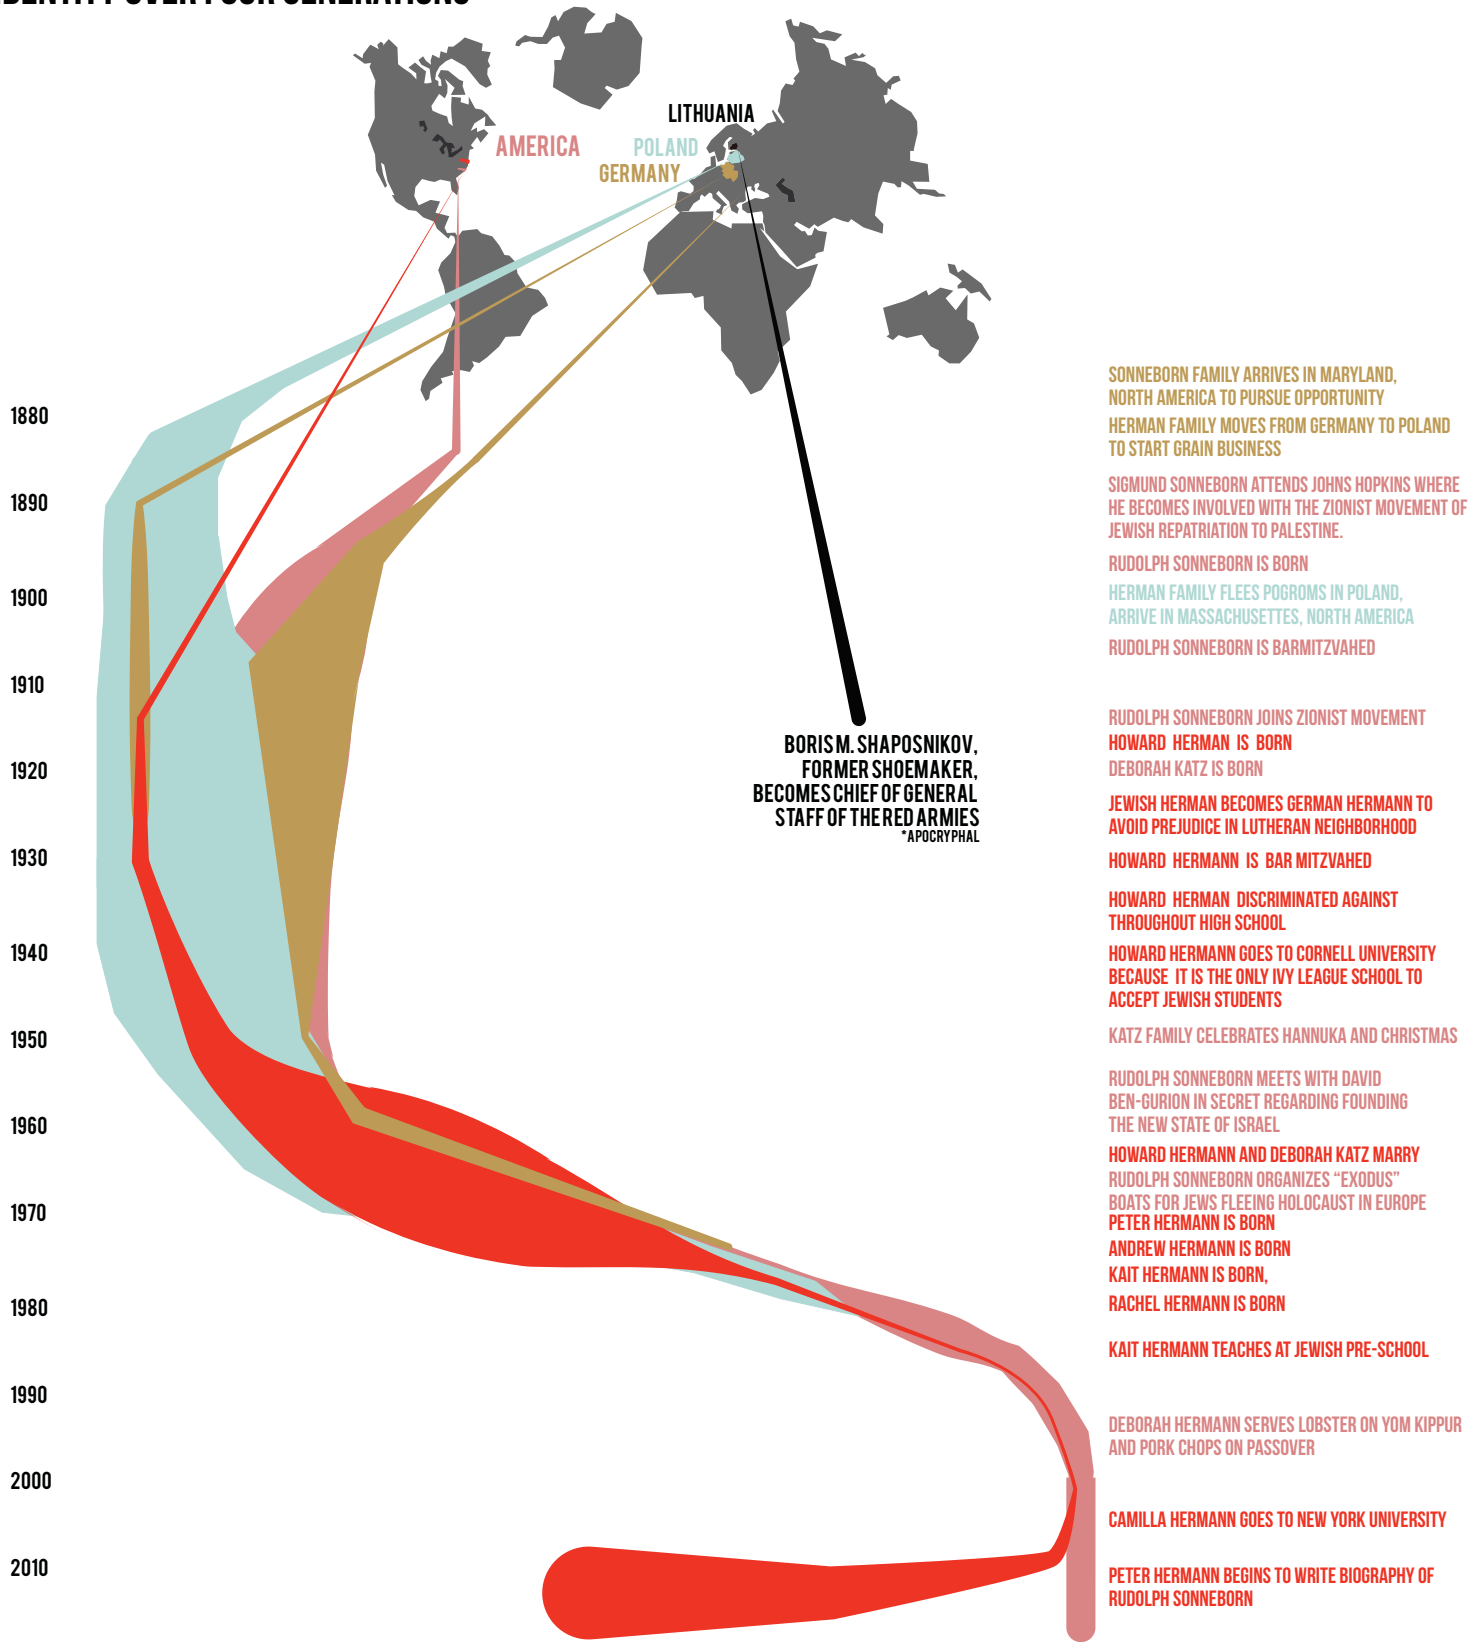 IDENTITY OVER FOUR GENERATIONS
LITHUANIA
AMERICA
POLAND
GERMANY
1880
1890
1900
1910
1920
1930
1940
1950
1960
1970
1980
1990
2000
2010
BORIS M. SHAPOSNIKOV,
FORMER SHOEMAKER,
BECOMES CHIEF OF GENERAL
STAFF OF THE RED ARMIES
*APOCRYPHAL
SONNEBORN FAMILY ARRIVES IN MARYLAND,
NORTH AMERICA TO PURSUE OPPORTUNITY
HERMAN FAMILY MOVES FROM GERMANY TO POLAND
TO START GRAIN BUSINESS
SIGMUND SONNEBORN ATTENDS JOHNS HOPKINS WHERE
HE BECOMES INVOLVED WITH THE ZIONIST MOVEMENT OF
JEWISH REPATRIATION TO PALESTINE.
RUDOLPH SONNEBORN IS BORN
HERMAN FAMILY FLEES POGROMS IN POLAND,
ARRIVE IN MASSACHUSETTES, NORTH AMERICA
RUDOLPH SONNEBORN IS BARMITZVAHED
RUDOLPH SONNEBORN JOINS ZIONIST MOVEMENT
HOWARD HERMAN IS BORN
DEBORAH KATZ IS BORN
JEWISH HERMAN BECOMES GERMAN HERMANN TO
AVOID PREJUDICE IN LUTHERAN NEIGHBORHOOD
HOWARD HERMANN IS BAR MITZVAHED
HOWARD HERMAN DISCRIMINATED AGAINST
THROUGHOUT HIGH SCHOOL
HOWARD HERMANN GOES TO CORNELL UNIVERSITY
BECAUSE IT IS THE ONLY IVY LEAGUE SCHOOL TO
ACCEPT JEWISH STUDENTS
KATZ FAMILY CELEBRATES HANNUKA AND CHRISTMAS
RUDOLPH SONNEBORN MEETS WITH DAVID
BEN-GURION IN SECRET REGARDING FOUNDING
THE NEW STATE OF ISRAEL
HOWARD HERMANN AND DEBORAH KATZ MARRY
RUDOLPH SONNEBORN ORGANIZES “EXODUS”
BOATS FOR JEWS FLEEING HOLOCAUST IN EUROPE
PETER HERMANN IS BORN
ANDREW HERMANN IS BORN
KAIT HERMANN IS BORN,
RACHEL HERMANN IS BORN
KAIT HERMANN TEACHES AT JEWISH PRE-SCHOOL
DEBORAH HERMANN SERVES LOBSTER ON YOM KIPPUR
AND PORK CHOPS ON PASSOVER
CAMILLA HERMANN GOES TO NEW YORK UNIVERSITY
PETER HERMANN BEGINS TO WRITE BIOGRAPHY OF
RUDOLPH SONNEBORN